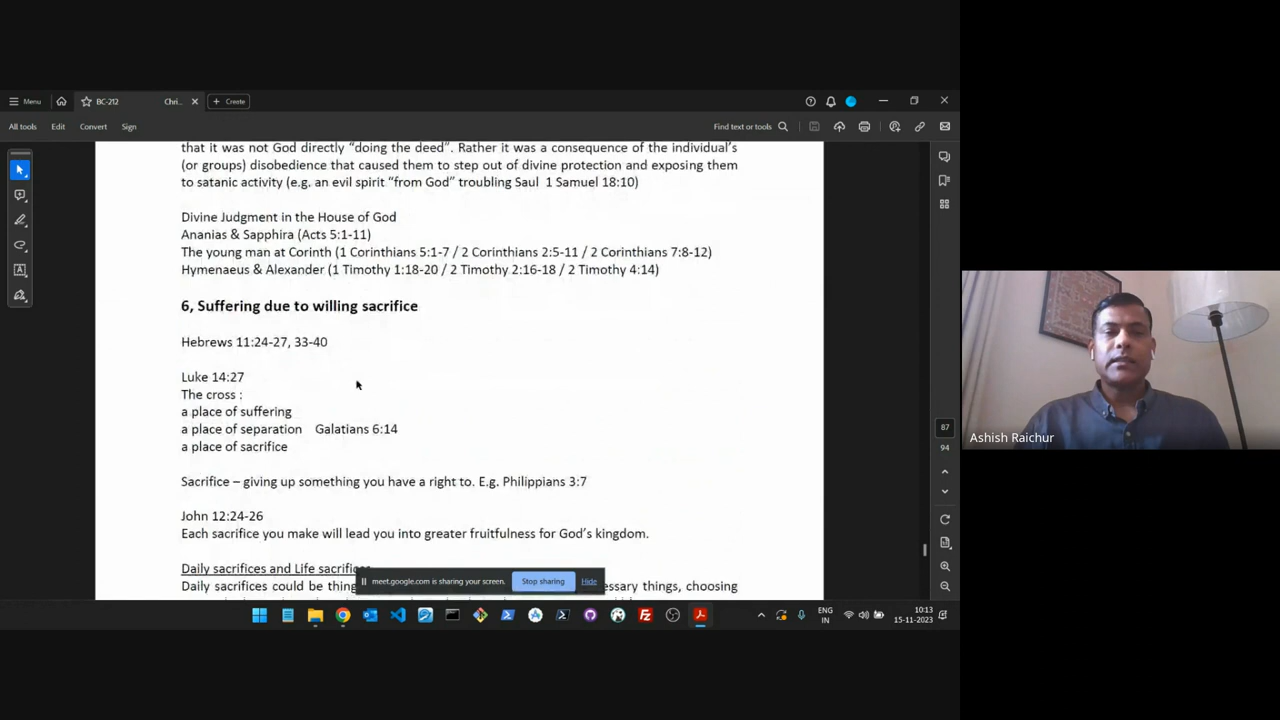 Menu
BC-212
Chri...
Create
All tools
Edit
Convert
Sign
Find text or tools
that it was not God directly “doing the deed”. Rather it was a consequence of the individual’s
(or groups) disobedience that caused them to step out of divine protection and exposing them
to satanic activity (e.g. an evil spirit “from God” troubling Saul 1 Samuel 18:10)
Divine Judgment in the House of God
Ananias & Sapphira (Acts 5:1-11)
The young man at Corinth (1 Corinthians 5:1-7 / 2 Corinthians 2:5-11 / 2 Corinthians 7:8-12)
Hymenaeus & Alexander (1 Timothy 1:18-20 / 2 Timothy 2:16-18 / 2 Timothy 4:14)
6, Suffering due to willing sacrifice
Hebrews 11:24-27, 33-40
Luke 14:27
The cross :
a place of suffering
a place of separation Galatians 6:14
a place of sacrifice
Sacrifice – giving up something you have a right to. E.g. Philippians 3:7
John 12:24-26
Each sacrifice you make will lead you into greater fruitfulness for God’s kingdom.
Daily sacrifices and Life sacrifices
Daily sacrifices could be thing essary things, choosing
meet.google.com is sharing your screen.
Stop sharing
Hide
87
94
ENG
IN
10:13
15-11-2023
Ashish Raichur